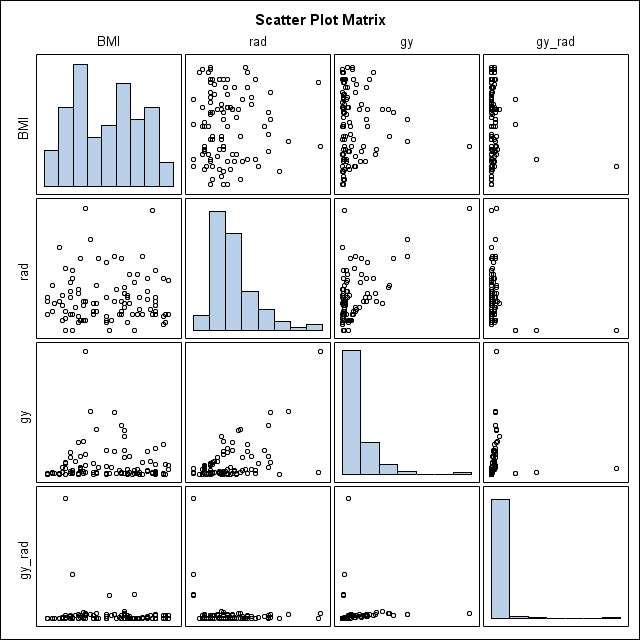 Scatter Plot Matrix
BMI rad gy gy_rad
BMI
rad
gy
gy_rad